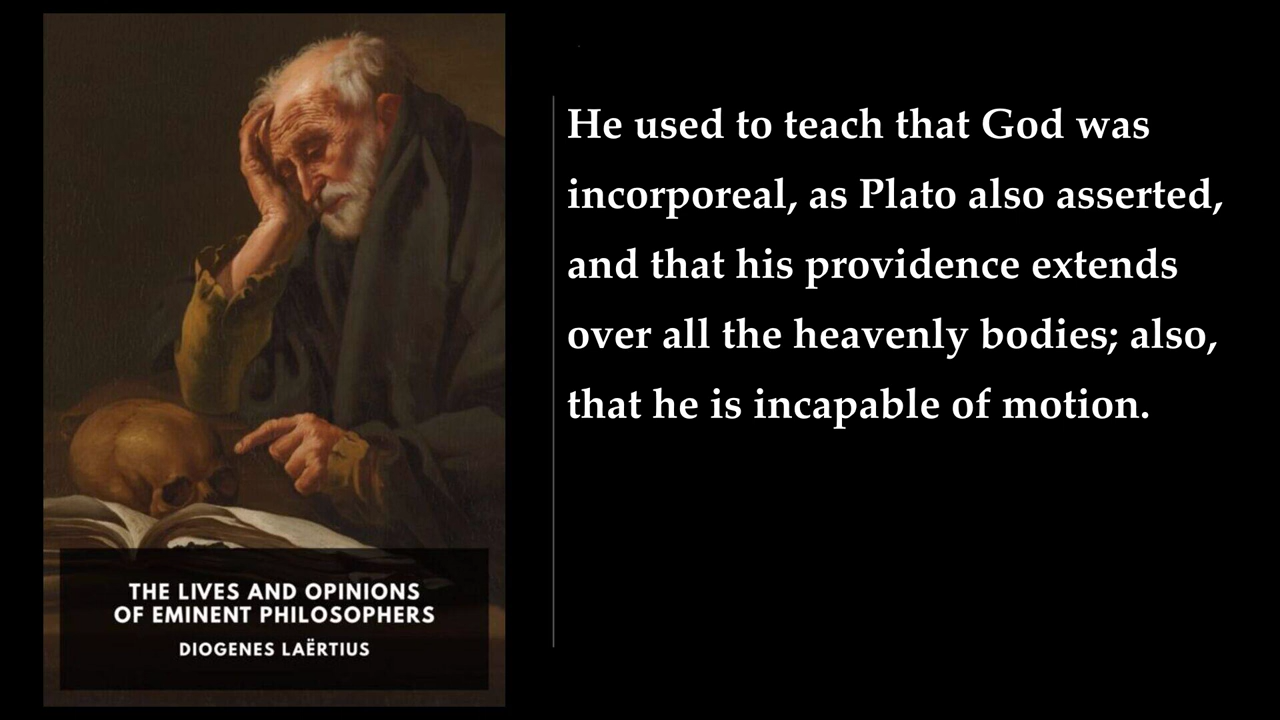 THE LIVES AND OPINIONS
OF EMINENT PHILOSOPHERS
DIOGENES LAËRTIUS
He used to teach that God was
incorporeal, as Plato also asserted,
and that his providence extends
over all the heavenly bodies; also,
that he is incapable of motion.